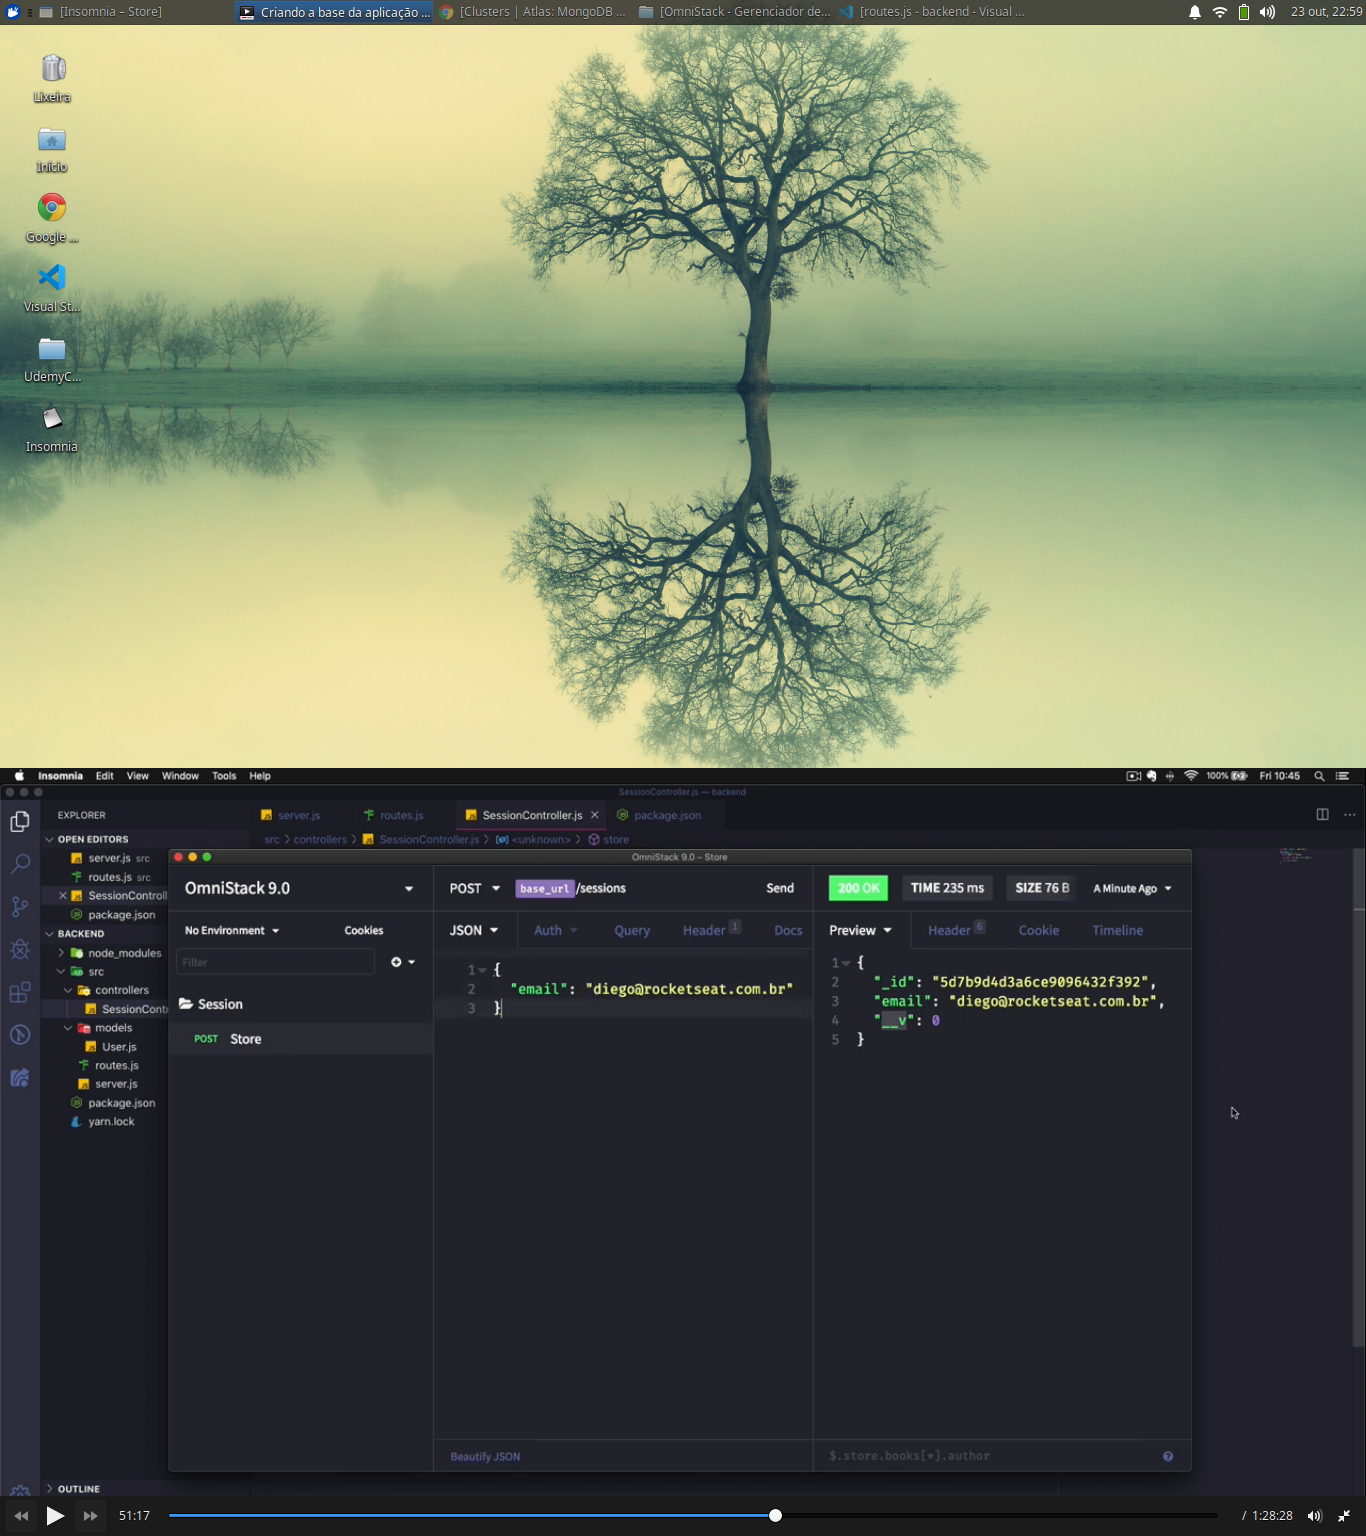 [Insomnia – Store]
Criando a base da aplicação ...
[Clusters | Atlas: MongoDB ...
[OmniStack - Gerenciador de...
[routes.js - backend - Visual ...
23 out, 22:59
Lixeira
Início
Google ...
Visual St...
UdemyC...
Insomnia
Insomnia Edit View Window Tools Help
100% Fri 10:45
SessionController.js — backend
EXPLORER
server.js
routes.js
SessionController.js
package.json
OPEN EDITORS
src > controllers > SessionController.js > <unknown> > store
server.js src
routes.js src
SessionControll
package.json
BACKEND
node_modules
src
controllers
SessionCont
models
User.js
routes.js
server.js
package.json
yarn.lock
OUTLINE
OmniStack 9.0 – Store
OmniStack 9.0
POST base_url/sessions Send
200 OK TIME 235 ms SIZE 76 B A Minute Ago
No Environment Cookies
JSON Auth Query Header 1 Docs
Preview Header 6 Cookie Timeline
Filter
Session
POST Store
1 {
2 "email": "diego@rocketseat.com.br"
3 }
1 {
2 "_id": "5d7b9d4d3a6ce9096432f392",
3 "email": "diego@rocketseat.com.br",
4 "__v": 0
5 }
Beautify JSON
$.store.books[*].author
51:17
/ 1:28:28